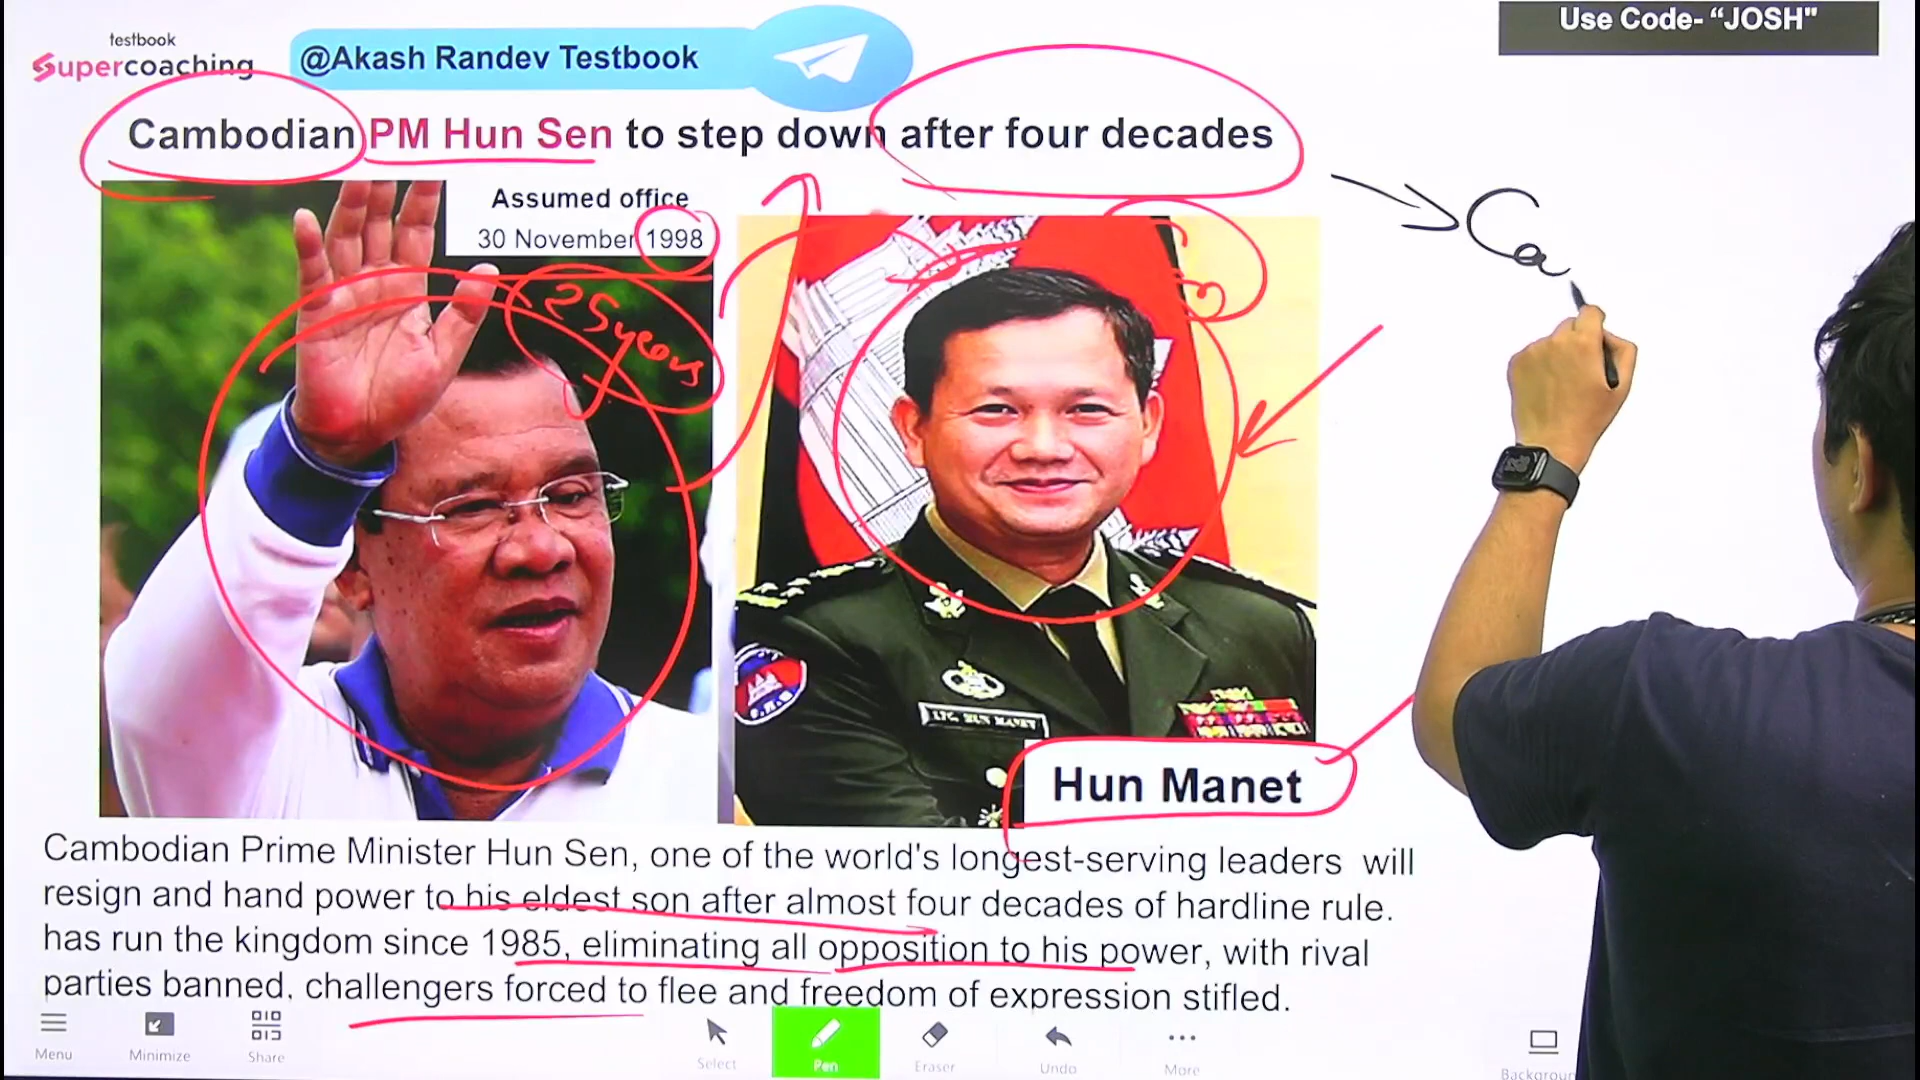 Use Code- “JOSH"
testbook
Supercoaching
@Akash Randev Testbook
Cambodian PM Hun Sen to step down after four decades
Assumed office
30 November 1998
25 years
Ca
LTG. HUN MANET
Hun Manet
Cambodian Prime Minister Hun Sen, one of the world's longest-serving leaders will
resign and hand power to his eldest son after almost four decades of hardline rule.
has run the kingdom since 1985, eliminating all opposition to his power, with rival
parties banned, challengers forced to flee and freedom of expression stifled.
Menu
Minimize
Share
Select
Pen
Eraser
Undo
More
Backgroun